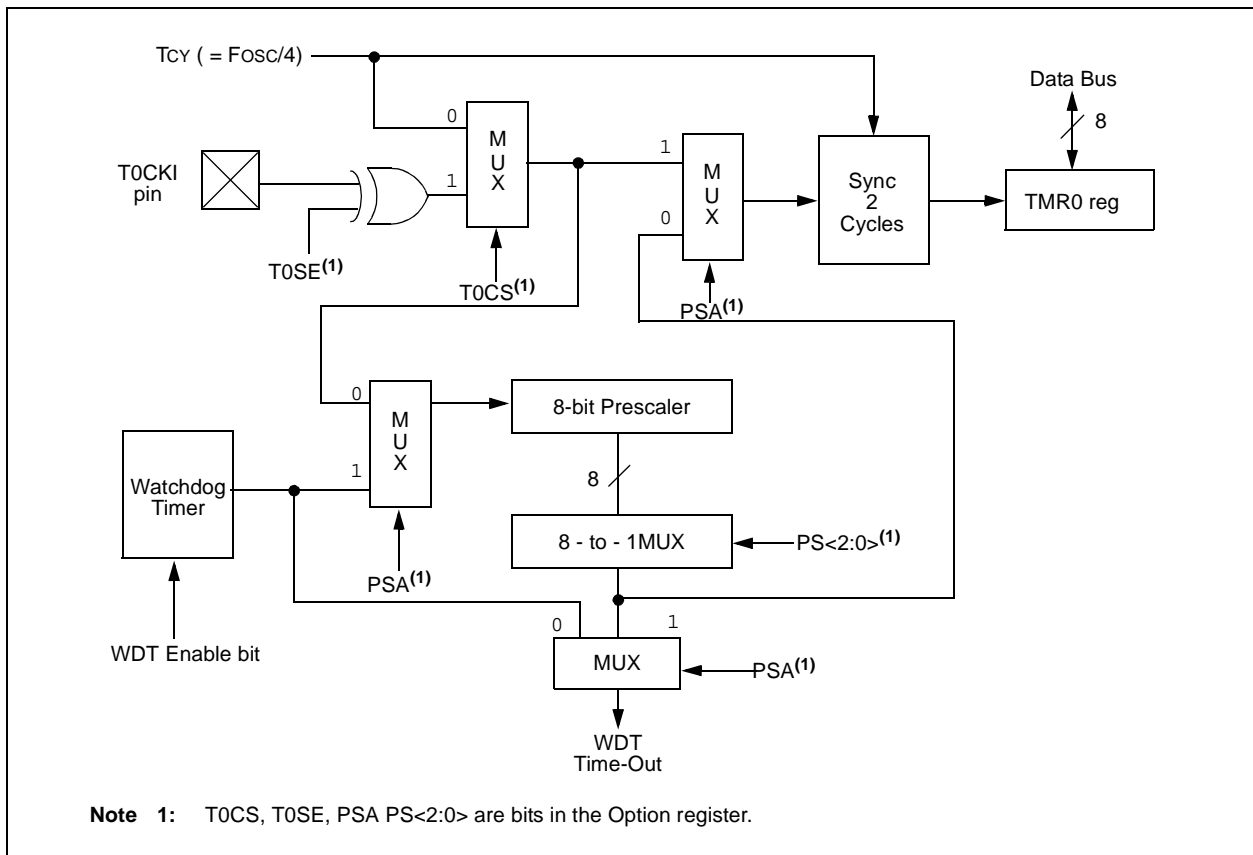 TCY ( = FOSC/4)
Data Bus
8
0
M
U
X
1
T0CKI
pin
T0SE(1)
T0CS(1)
1
M
U
X
0
PSA(1)
Sync
2
Cycles
TMR0 reg
0
M
U
X
1
8-bit Prescaler
Watchdog
Timer
8
8 - to - 1MUX
PS<2:0>(1)
PSA(1)
WDT Enable bit
0
1
MUX
PSA(1)
WDT
Time-Out
Note 1: T0CS, T0SE, PSA PS<2:0> are bits in the Option register.